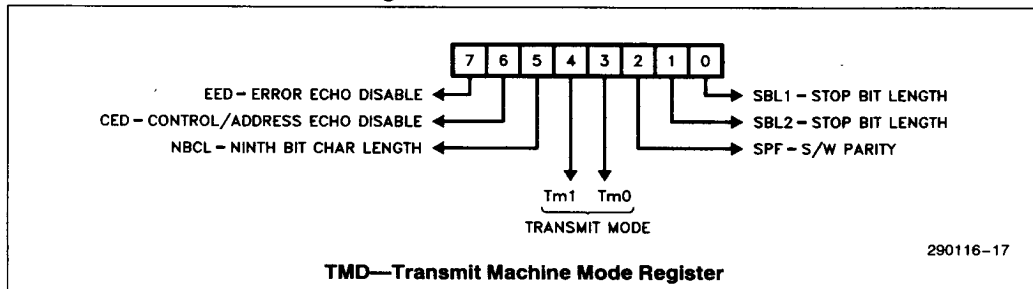 7 6 5 4 3 2 1 0
EED – ERROR ECHO DISABLE
CED – CONTROL/ADDRESS ECHO DISABLE
NBCL – NINTH BIT CHAR LENGTH
SBL1 – STOP BIT LENGTH
SBL2 – STOP BIT LENGTH
SPF – S/W PARITY
Tm1 Tm0
TRANSMIT MODE
290116–17
TMD—Transmit Machine Mode Register